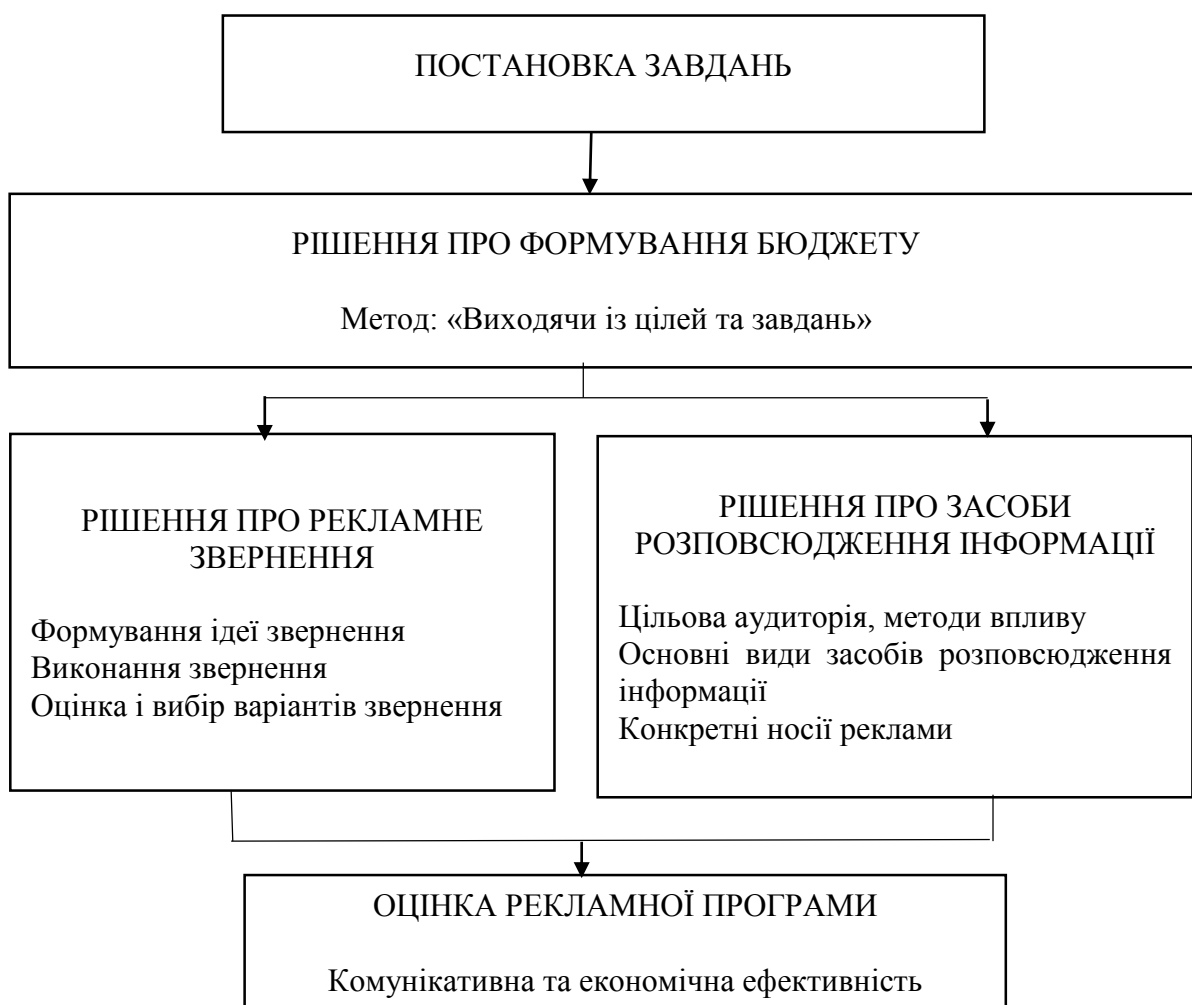 ПОСТАНОВКА ЗАВДАНЬ
РІШЕННЯ ПРО ФОРМУВАННЯ БЮДЖЕТУ
Метод: «Виходячи із цілей та завдань»
РІШЕННЯ ПРО РЕКЛАМНЕ
ЗВЕРНЕННЯ
Формування ідеї звернення
Виконання звернення
Оцінка і вибір варіантів звернення
РІШЕННЯ ПРО ЗАСОБИ
РОЗПОВСЮДЖЕННЯ ІНФОРМАЦІЇ
Цільова аудиторія, методи впливу
Основні види засобів розповсюдження
інформації
Конкретні носії реклами
ОЦІНКА РЕКЛАМНОЇ ПРОГРАМИ
Комунікативна та економічна ефективність